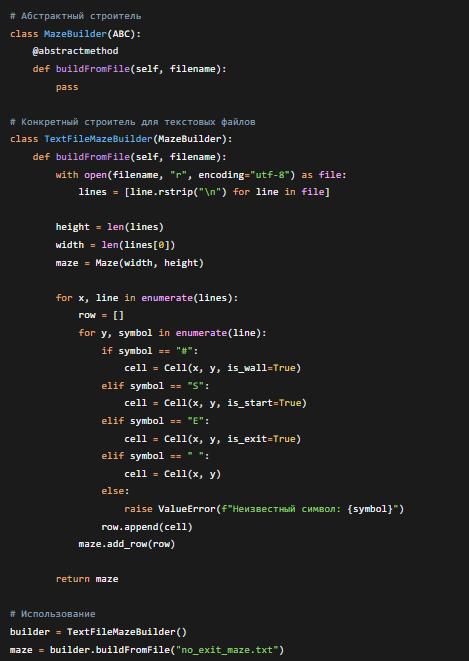 # Абстрактный строитель
class MazeBuilder(ABC):
    @abstractmethod
    def buildFromFile(self, filename):
        pass

# Конкретный строитель для текстовых файлов
class TextFileMazeBuilder(MazeBuilder):
    def buildFromFile(self, filename):
        with open(filename, "r", encoding="utf-8") as file:
            lines = [line.rstrip("\n") for line in file]

        height = len(lines)
        width = len(lines[0])
        maze = Maze(width, height)

        for x, line in enumerate(lines):
            row = []
            for y, symbol in enumerate(line):
                if symbol == "#":
                    cell = Cell(x, y, is_wall=True)
                elif symbol == "S":
                    cell = Cell(x, y, is_start=True)
                elif symbol == "E":
                    cell = Cell(x, y, is_exit=True)
                elif symbol == " ":
                    cell = Cell(x, y)
                else:
                    raise ValueError(f"Неизвестный символ: {symbol}")
                row.append(cell)
            maze.add_row(row)

        return maze

# Использование
builder = TextFileMazeBuilder()
maze = builder.buildFromFile("no_exit_maze.txt")